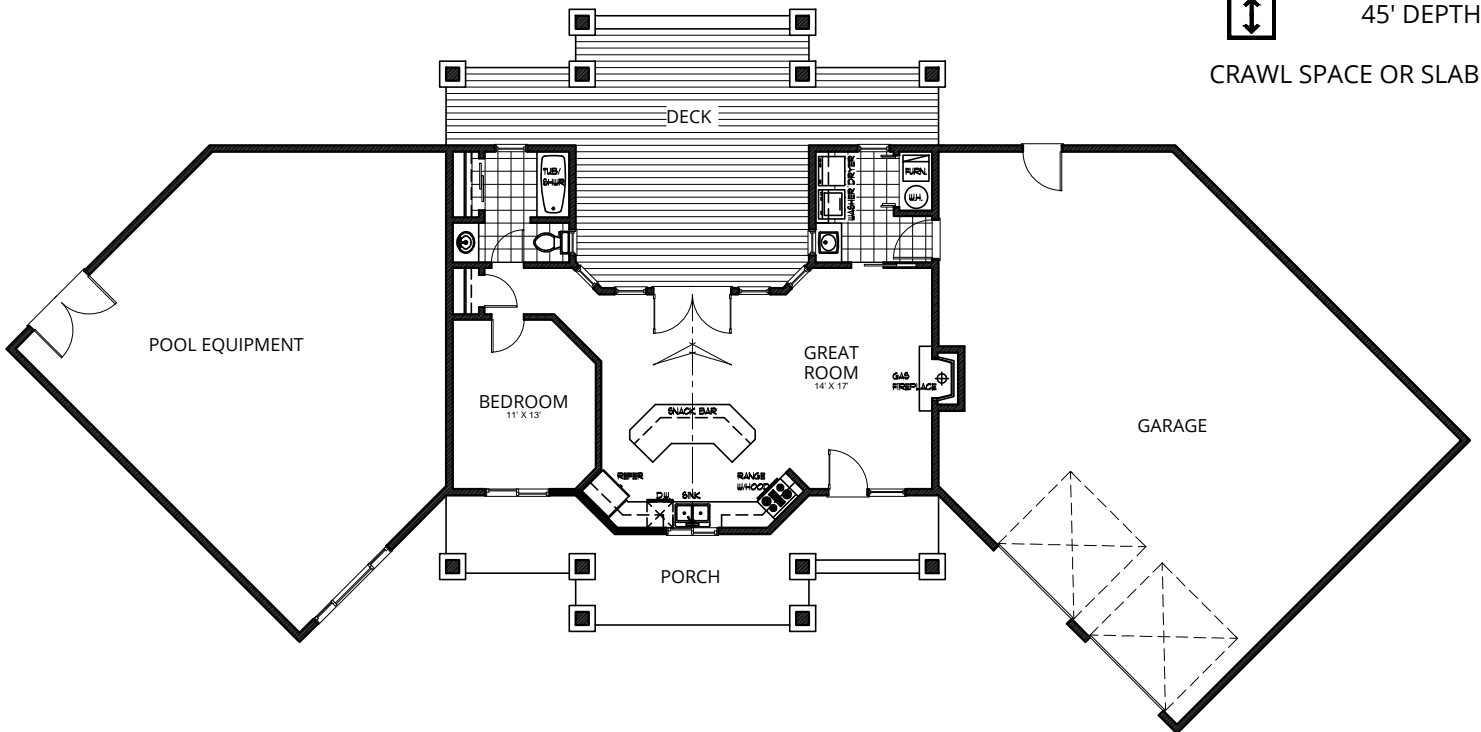 45' DEPTH
CRAWL SPACE OR SLAB
DECK
TUB/
SHWR
WASHER DRYER
FURN.
W.H.
POOL EQUIPMENT
GREAT
ROOM
14' X 17'
GAS
FIREPLACE
BEDROOM
11' X 13'
SNACK BAR
GARAGE
REFER
D.W
SINK
RANGE
W/HOOD
PORCH